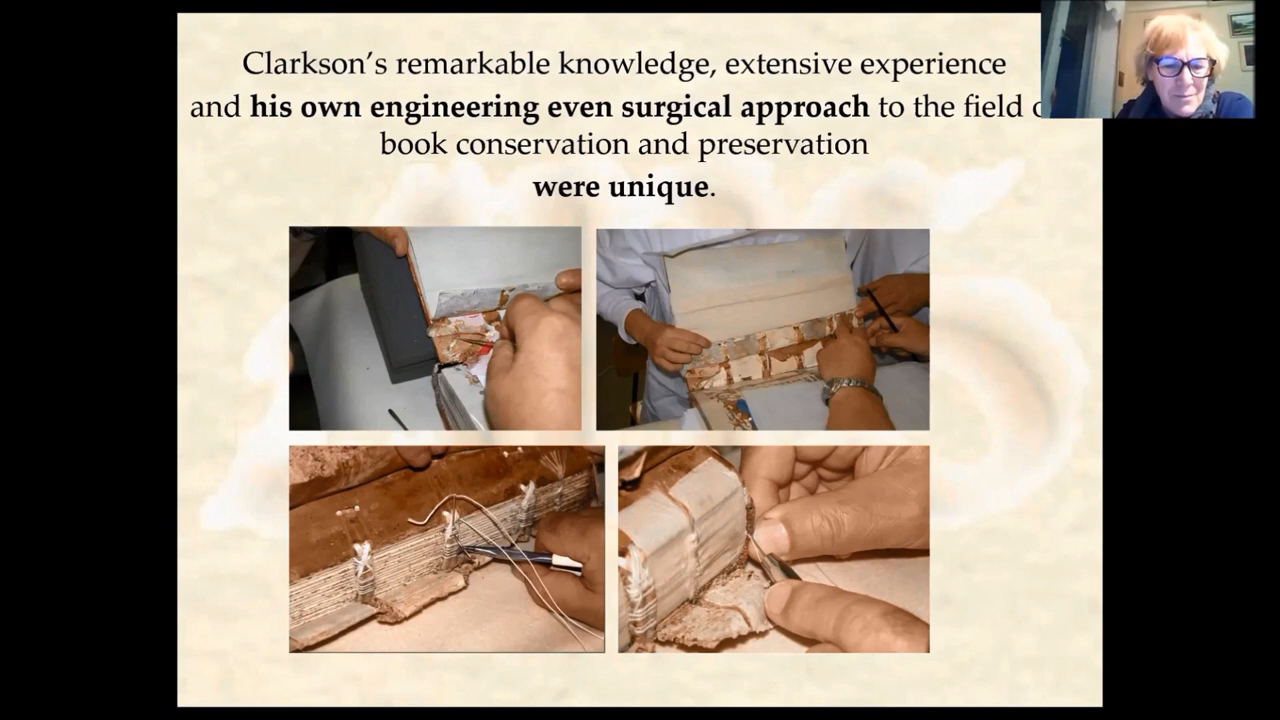 Clarkson’s remarkable knowledge, extensive experience
and his own engineering even surgical approach to the field
book conservation and preservation
were unique.